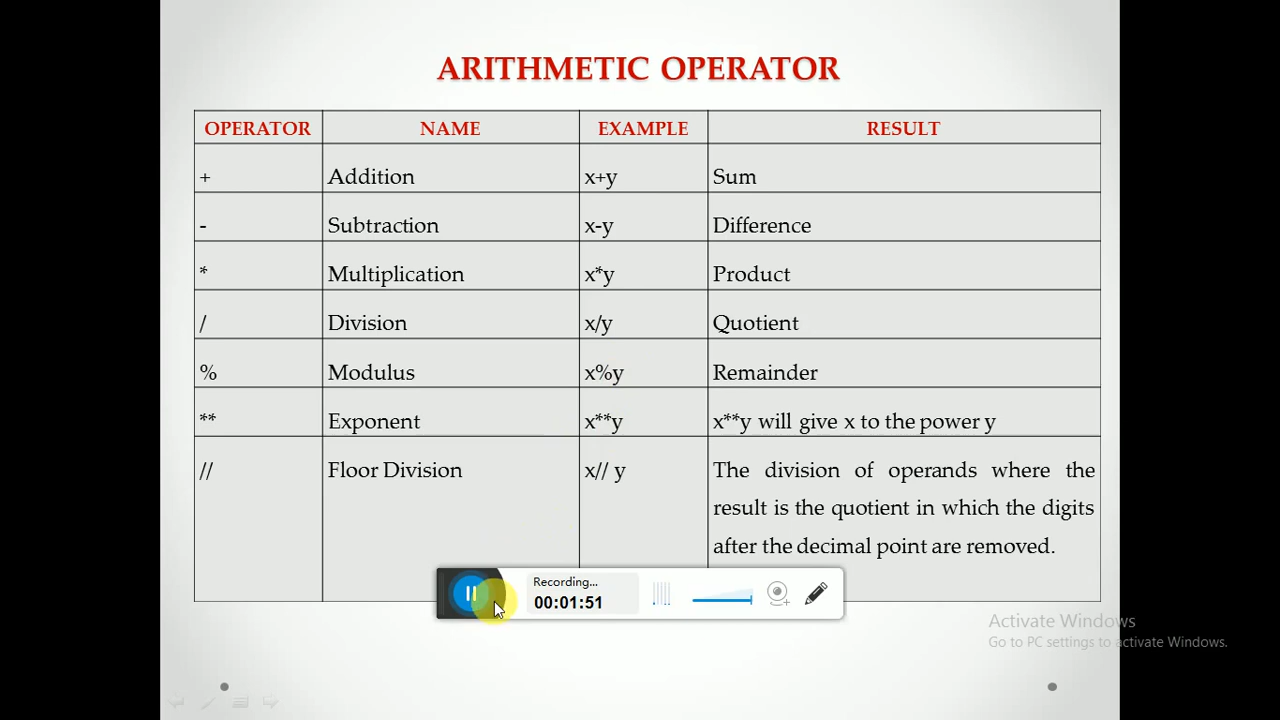 ARITHMETIC OPERATOR
OPERATOR NAME EXAMPLE RESULT
+ Addition x+y Sum
- Subtraction x-y Difference
* Multiplication x*y Product
/ Division x/y Quotient
% Modulus x%y Remainder
** Exponent x**y x**y will give x to the power y
// Floor Division x// y The division of operands where the
result is the quotient in which the digits
after the decimal point are removed.
Recording...
00:01:51
Activate Windows
Go to PC settings to activate Windows.